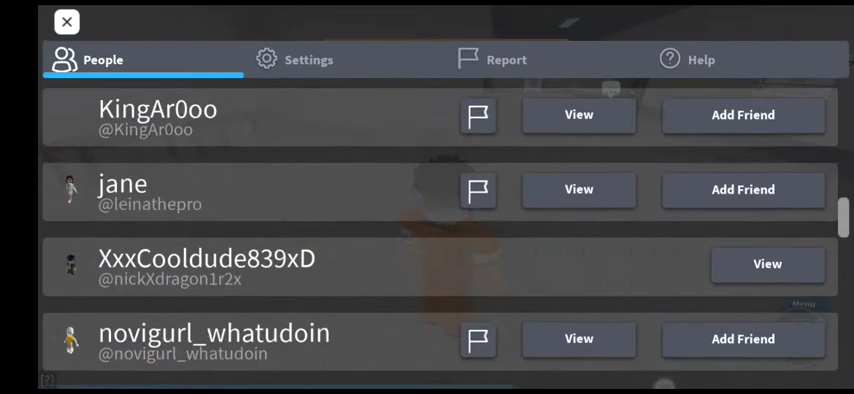 People
Settings
Report
Help
KingAr0oo
@KingAr0oo
View
Add Friend
jane
@leinathepro
View
Add Friend
XxxCooldude839xD
@nickXdragon1r2x
View
novigurl_whatudoin
@novigurl_whatudoin
View
Add Friend
Menu
[?]